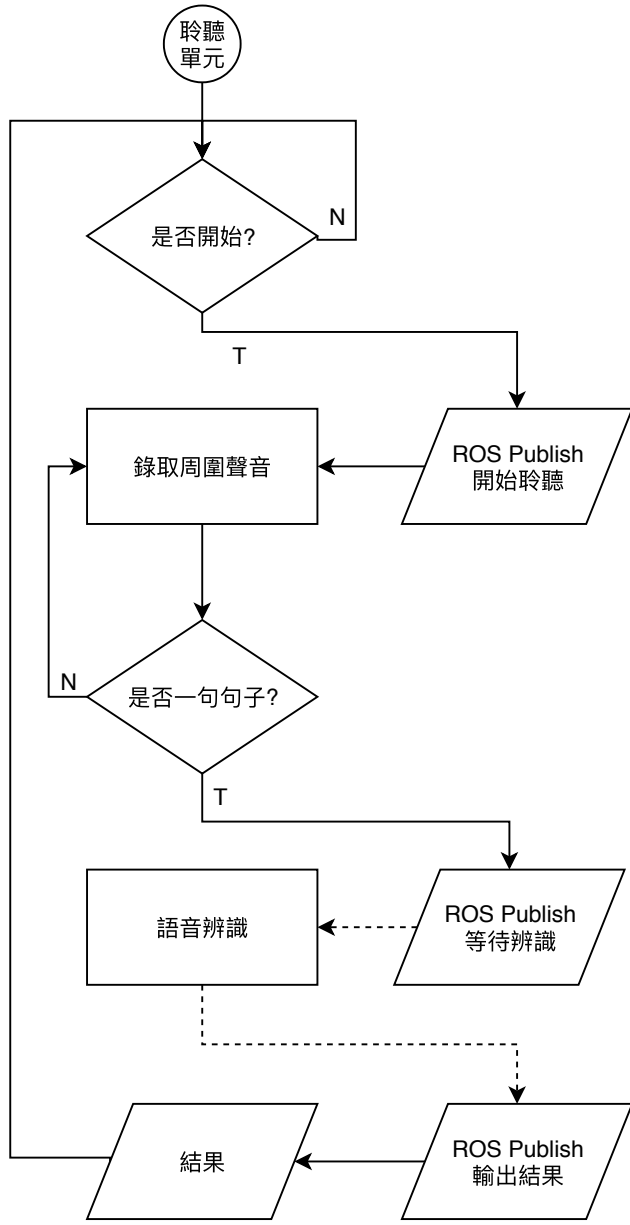 聆聽
單元
是否開始?
N
T
錄取周圍聲音
ROS Publish
開始聆聽
是否一句句子?
N
T
語音辨識
ROS Publish
等待辨識
結果
ROS Publish
輸出結果